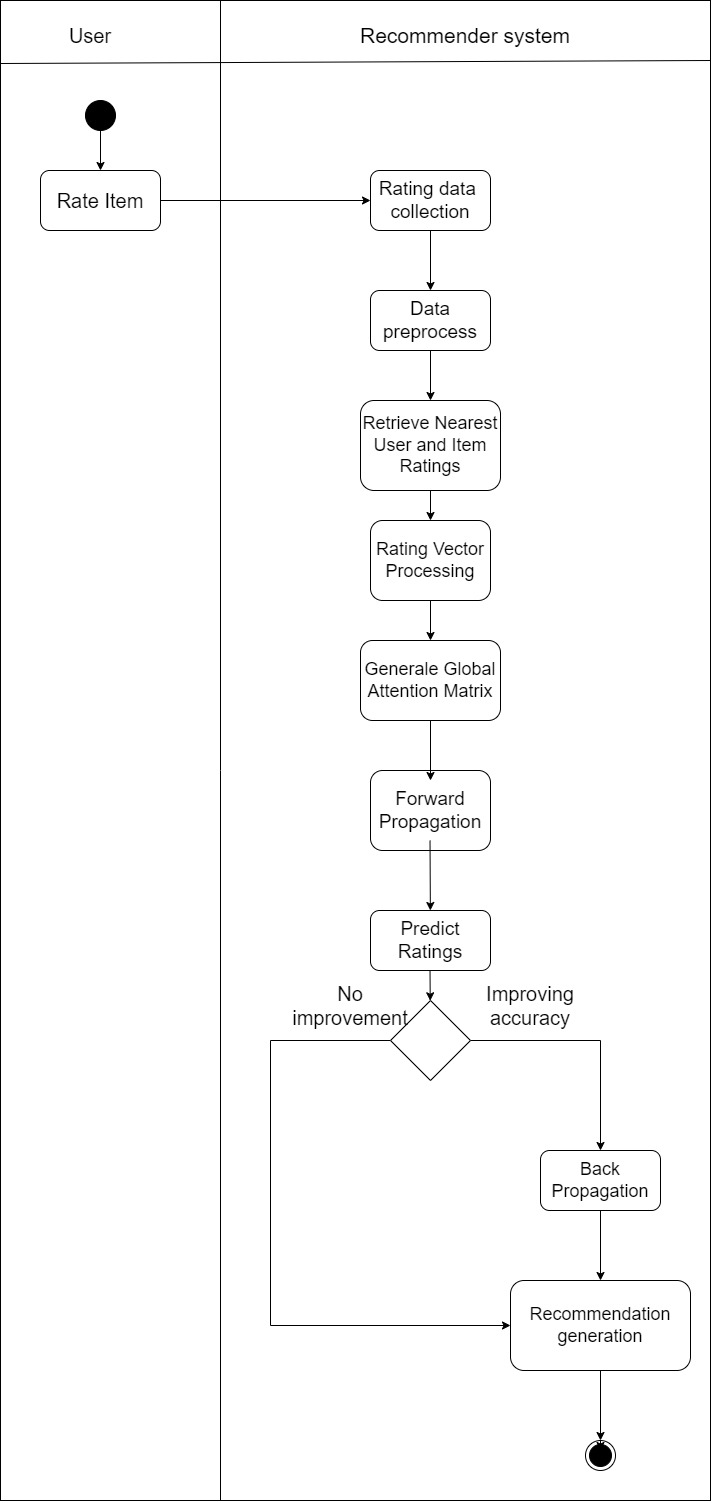 User
Recommender system
Rate Item
Rating data
collection
Data
preprocess
Retrieve Nearest
User and Item
Ratings
Rating Vector
Processing
Generale Global
Attention Matrix
Forward
Propagation
Predict
Ratings
No
improvement
Improving
accuracy
Back
Propagation
Recommendation
generation